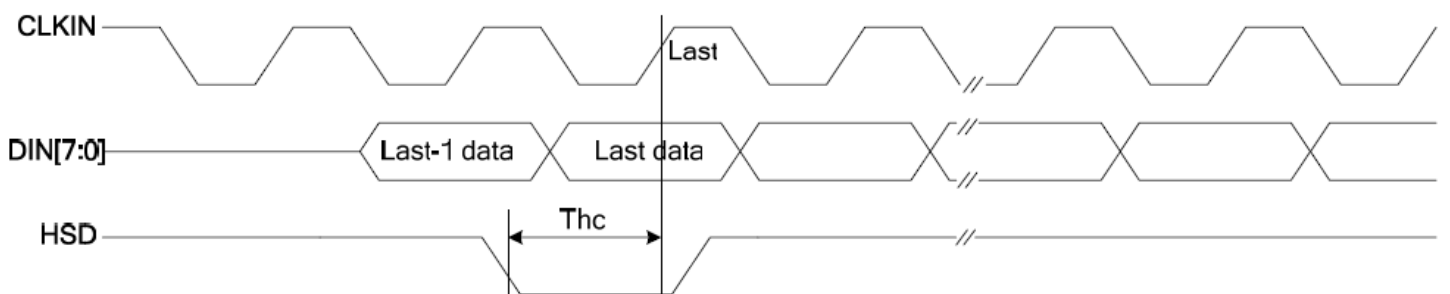 CLKIN
Last
DIN[7:0]
Last-1 data
Last data
HSD
Thc